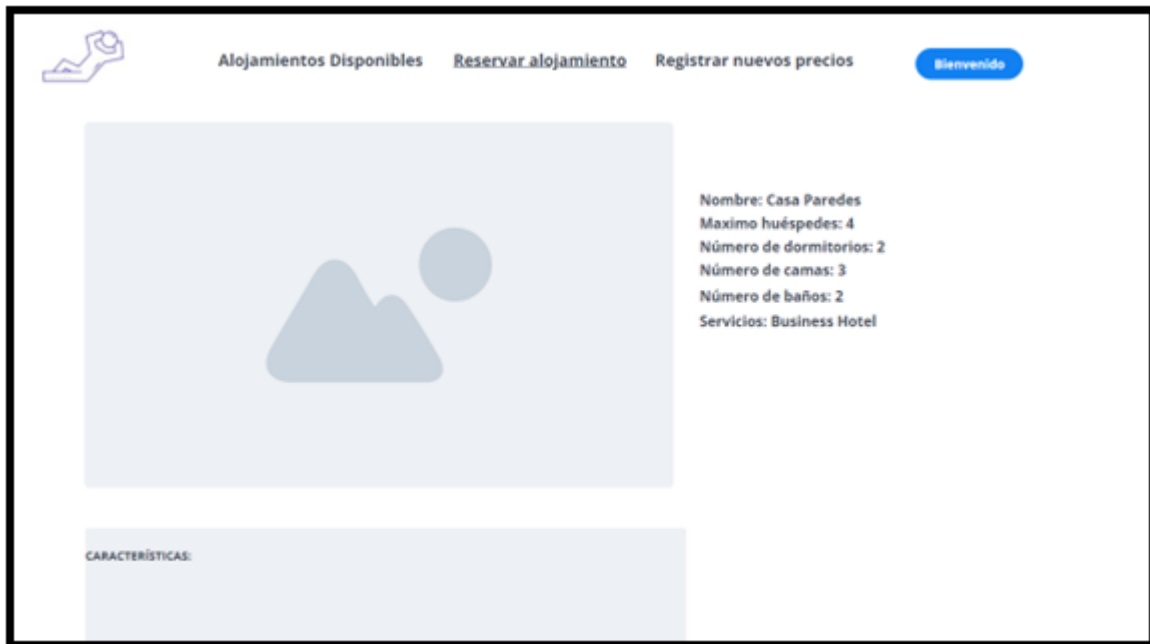 Alojamientos Disponibles Reservar alojamiento Registrar nuevos precios Bienvenido
Nombre: Casa Paredes
Maximo huéspedes: 4
Número de dormitorios: 2
Número de camas: 3
Número de baños: 2
Servicios: Business Hotel
CARACTERÍSTICAS: